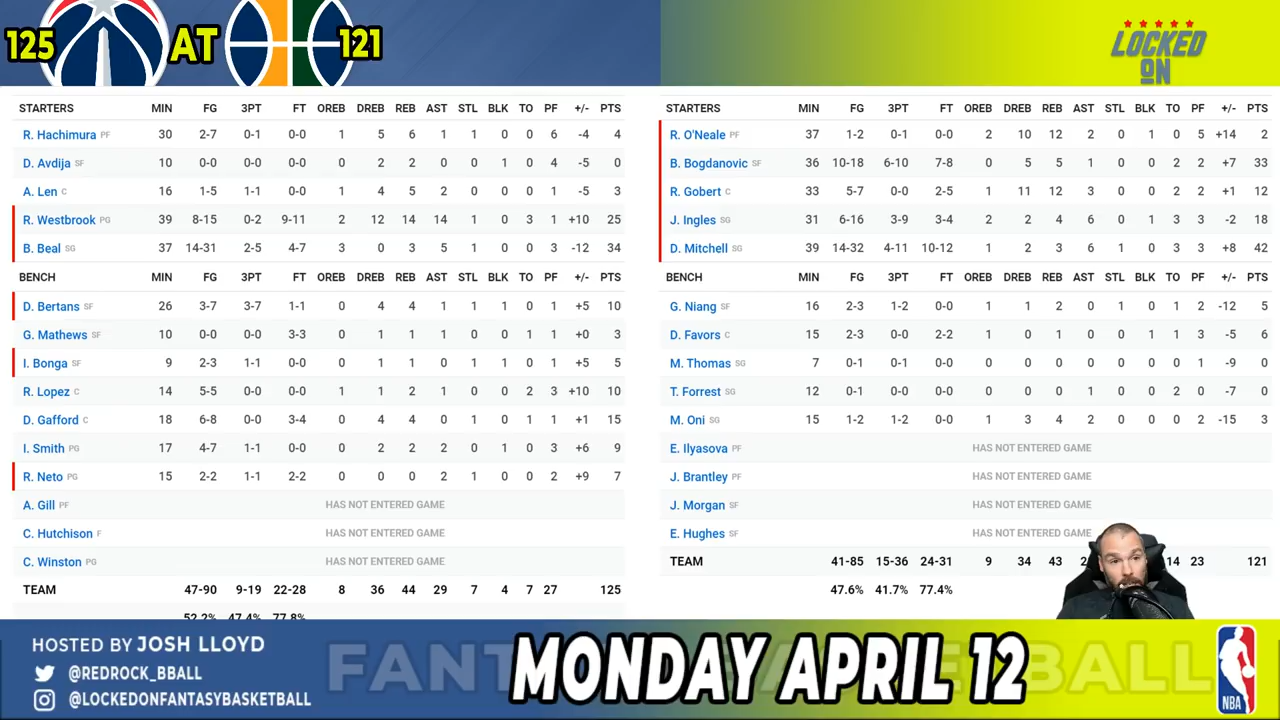 125 AT 121
LOCKED ON
STARTERS MIN FG 3PT FT OREB DREB REB AST STL BLK TO PF +/- PTS
R. Hachimura PF 30 2-7 0-1 0-0 1 5 6 1 1 0 0 6 -4 4
D. Avdija SF 10 0-0 0-0 0-0 0 2 2 0 0 1 0 4 -5 0
A. Len C 16 1-5 1-1 0-0 1 4 5 2 0 0 0 1 -5 3
R. Westbrook PG 39 8-15 0-2 9-11 2 12 14 14 1 0 3 1 +10 25
B. Beal SG 37 14-31 2-5 4-7 3 0 3 5 1 0 0 3 -12 34
BENCH MIN FG 3PT FT OREB DREB REB AST STL BLK TO PF +/- PTS
D. Bertans SF 26 3-7 3-7 1-1 0 4 4 1 1 1 0 1 +5 10
G. Mathews SF 10 0-0 0-0 3-3 0 1 1 1 0 0 1 1 +0 3
I. Bonga SF 9 2-3 1-1 0-0 0 1 1 0 1 1 0 1 +5 5
R. Lopez C 14 5-5 0-0 0-0 1 1 2 1 0 0 2 3 +10 10
D. Gafford C 18 6-8 0-0 3-4 0 4 4 0 1 0 1 1 +1 15
I. Smith PG 17 4-7 1-1 0-0 0 2 2 2 0 1 0 3 +6 9
R. Neto PG 15 2-2 1-1 2-2 0 0 0 2 1 0 0 2 +9 7
A. Gill PF HAS NOT ENTERED GAME
C. Hutchison F HAS NOT ENTERED GAME
C. Winston PG HAS NOT ENTERED GAME
TEAM 47-90 9-19 22-28 8 36 44 29 7 4 7 27 125
52.2% 47.4% 77.8%
STARTERS MIN FG 3PT FT OREB DREB REB AST STL BLK TO PF +/- PTS
R. O'Neale PF 37 1-2 0-1 0-0 2 10 12 2 0 1 0 5 +14 2
B. Bogdanovic SF 36 10-18 6-10 7-8 0 5 5 1 0 0 2 2 +7 33
R. Gobert C 33 5-7 0-0 2-5 1 11 12 3 0 0 2 2 +1 12
J. Ingles SG 31 6-16 3-9 3-4 2 2 4 6 0 1 3 3 -2 18
D. Mitchell SG 39 14-32 4-11 10-12 1 2 3 6 1 0 3 3 +8 42
BENCH MIN FG 3PT FT OREB DREB REB AST STL BLK TO PF +/- PTS
G. Niang SF 16 2-3 1-2 0-0 1 1 2 0 1 0 1 2 -12 5
D. Favors C 15 2-3 0-0 2-2 1 0 1 0 0 1 1 3 -5 6
M. Thomas SG 7 0-1 0-1 0-0 0 0 0 0 0 0 0 1 -9 0
T. Forrest SG 12 0-1 0-0 0-0 0 0 0 1 0 0 2 0 -7 0
M. Oni SG 15 1-2 1-2 0-0 1 3 4 2 0 0 0 2 -15 3
E. Ilyasova PF HAS NOT ENTERED GAME
J. Brantley PF HAS NOT ENTERED GAME
J. Morgan SF HAS NOT ENTERED GAME
E. Hughes SF HAS NOT ENTERED GAME
TEAM 41-85 15-36 24-31 9 34 43 14 23 121
47.6% 41.7% 77.4%
HOSTED BY JOSH LLOYD
@REDROCK_BBALL
@LOCKEDONFANTASYBASKETBALL
MONDAY APRIL 12
NBA